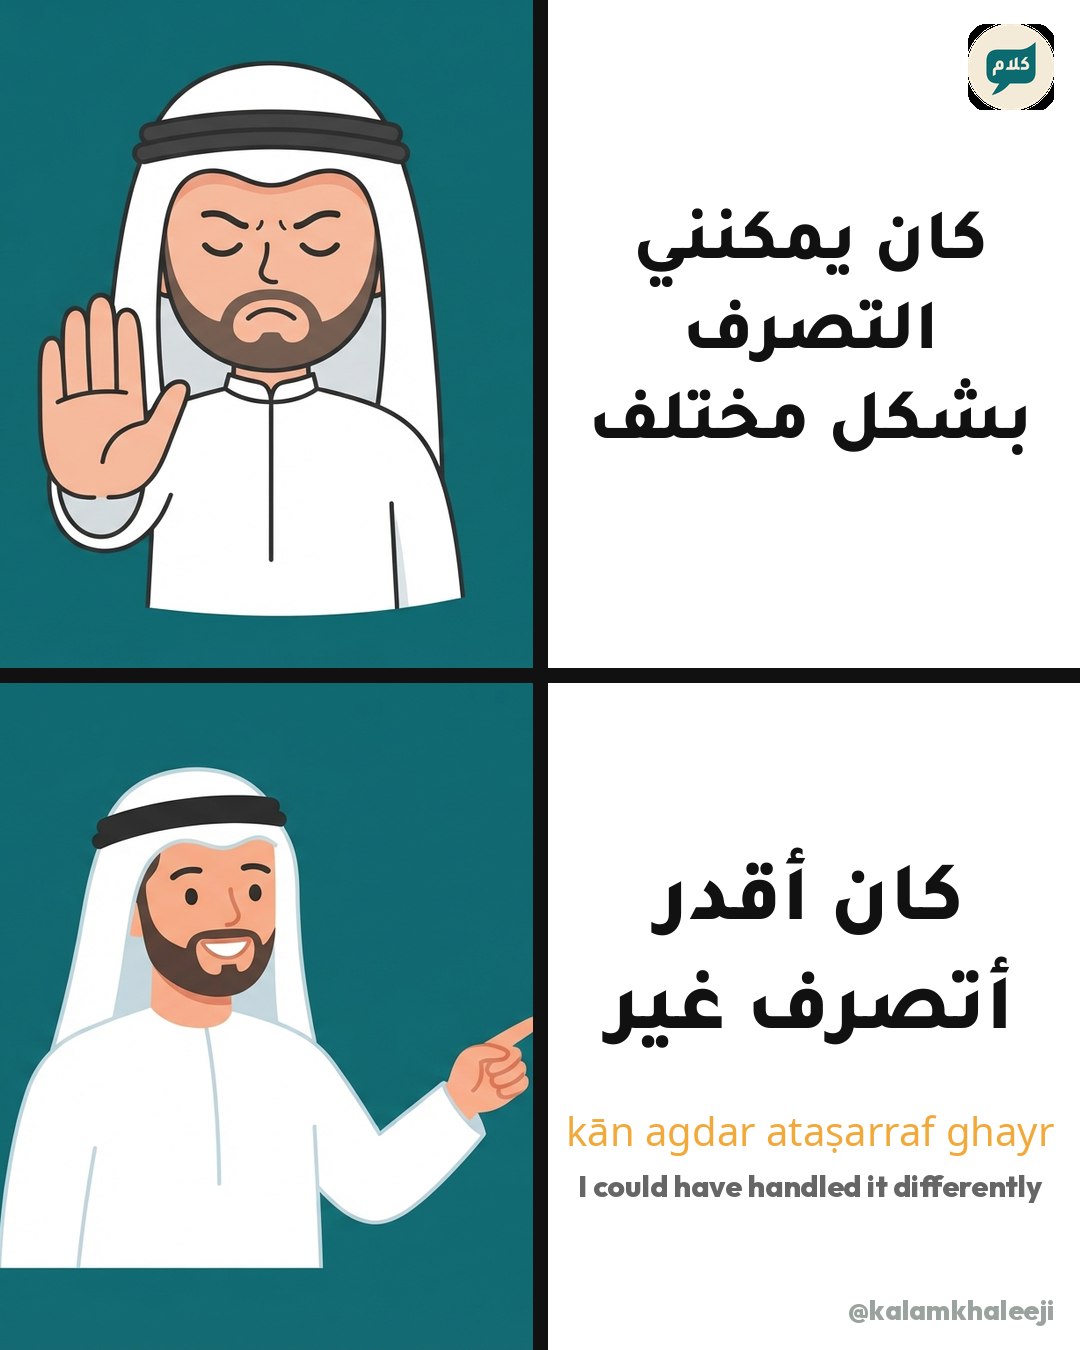 كلام
كان يمكنني
التصرف
بشكل مختلف
كان أقدر
أتصرف غير
kān agdar ataṣarraf ghayr
I could have handled it differently
@kalamkhaleeji